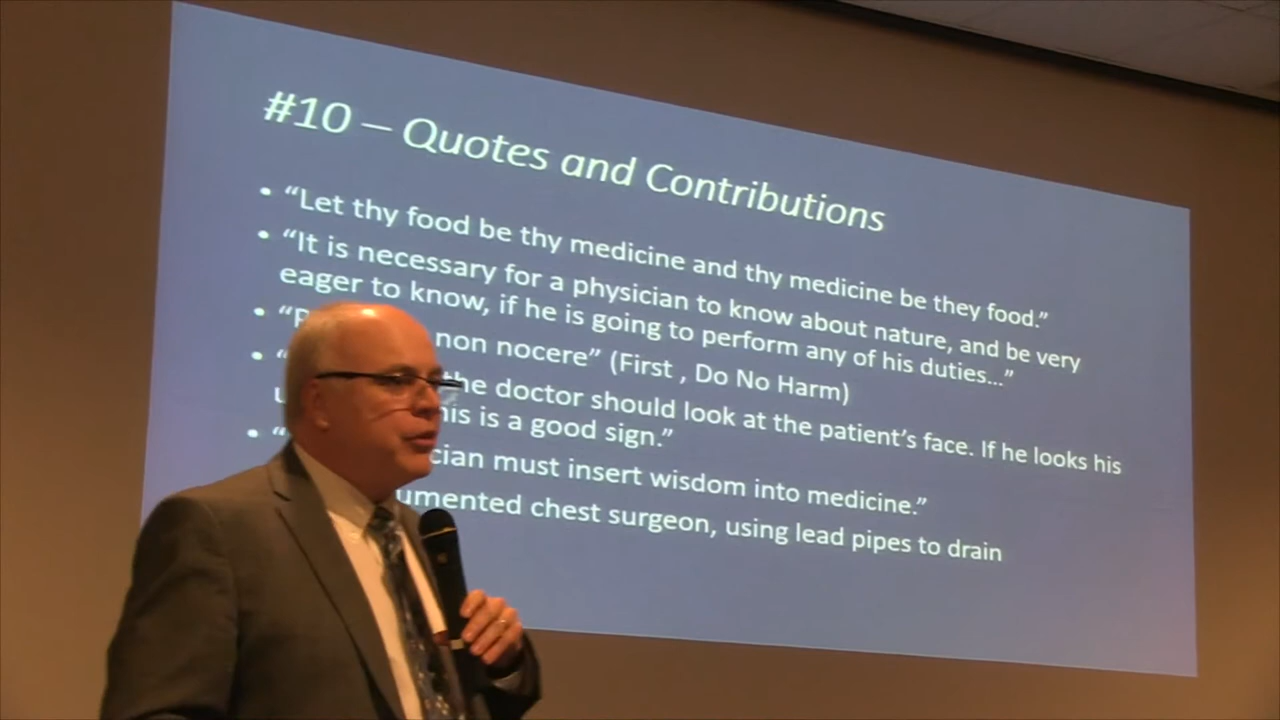 #10 – Quotes and Contributions
• “Let thy food be thy medicine and thy medicine be they food.”
• “It is necessary for a physician to know about nature, and be very
eager to know, if he is going to perform any of his duties...”
• “P non nocere” (First , Do No Harm)
• “ the doctor should look at the patient’s face. If he looks his
u his is a good sign.”
• “ cian must insert wisdom into medicine.”
umented chest surgeon, using lead pipes to drain